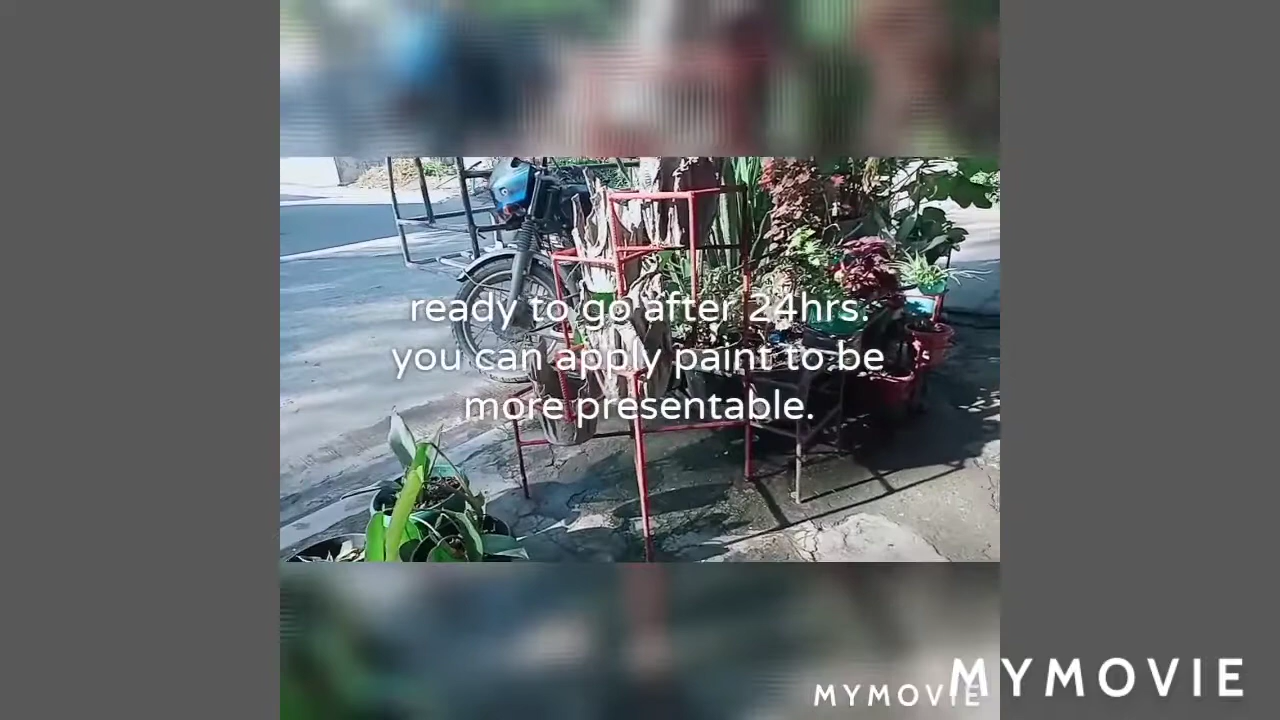 ready to go after 24hrs.
you can apply paint to be
more presentable.
MYMOVIE
MYMOVIE